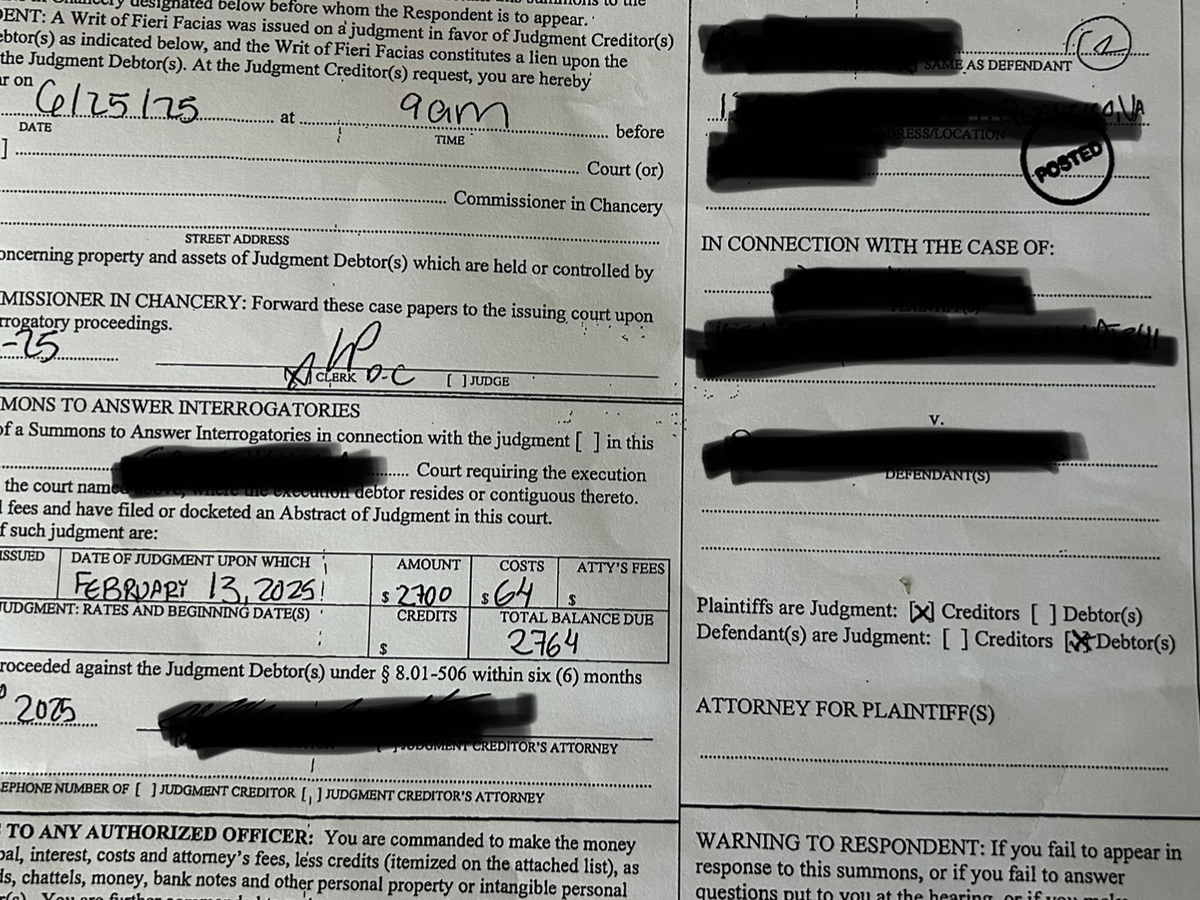 Chancery designated below before whom the Respondent is to appear.
DENT: A Writ of Fieri Facias was issued on a judgment in favor of Judgment Creditor(s)
ebtor(s) as indicated below, and the Writ of Fieri Facias constitutes a lien upon the
the Judgment Debtor(s). At the Judgment Creditor(s) request, you are hereby
ar on
6/25/25 at 9am before
DATE TIME
] Court (or)
Commissioner in Chancery
STREET ADDRESS
oncerning property and assets of Judgment Debtor(s) which are held or controlled by
MISSIONER IN CHANCERY: Forward these case papers to the issuing court upon
rrogatory proceedings.
-25
[X] CLERK D.C [ ] JUDGE
MONS TO ANSWER INTERROGATORIES
of a Summons to Answer Interrogatories in connection with the judgment [ ] in this
Court requiring the execution
the court named above, where the execution debtor resides or contiguous thereto.
l fees and have filed or docketed an Abstract of Judgment in this court.
f such judgment are:
ISSUED DATE OF JUDGMENT UPON WHICH AMOUNT COSTS ATTY'S FEES
FEBRUARY 13, 2025 $ 2700 $ 64 $
JUDGMENT: RATES AND BEGINNING DATE(S) CREDITS TOTAL BALANCE DUE
$ 2764
roceeded against the Judgment Debtor(s) under § 8.01-506 within six (6) months
2025
[ ] JUDGMENT CREDITOR'S ATTORNEY
EPHONE NUMBER OF [ ] JUDGMENT CREDITOR [ ] JUDGMENT CREDITOR'S ATTORNEY
TO ANY AUTHORIZED OFFICER: You are commanded to make the money
pal, interest, costs and attorney's fees, less credits (itemized on the attached list), as
ds, chattels, money, bank notes and other personal property or intangible personal
SAME AS DEFENDANT
VA
DRESS/LOCATION
POSTED
IN CONNECTION WITH THE CASE OF:
PLAINTIFF(S)
v.
DEFENDANT(S)
Plaintiffs are Judgment: [X] Creditors [ ] Debtor(s)
Defendant(s) are Judgment: [ ] Creditors [X] Debtor(s)
ATTORNEY FOR PLAINTIFF(S)
WARNING TO RESPONDENT: If you fail to appear in
response to this summons, or if you fail to answer
questions put to you at the hearing, or if you make